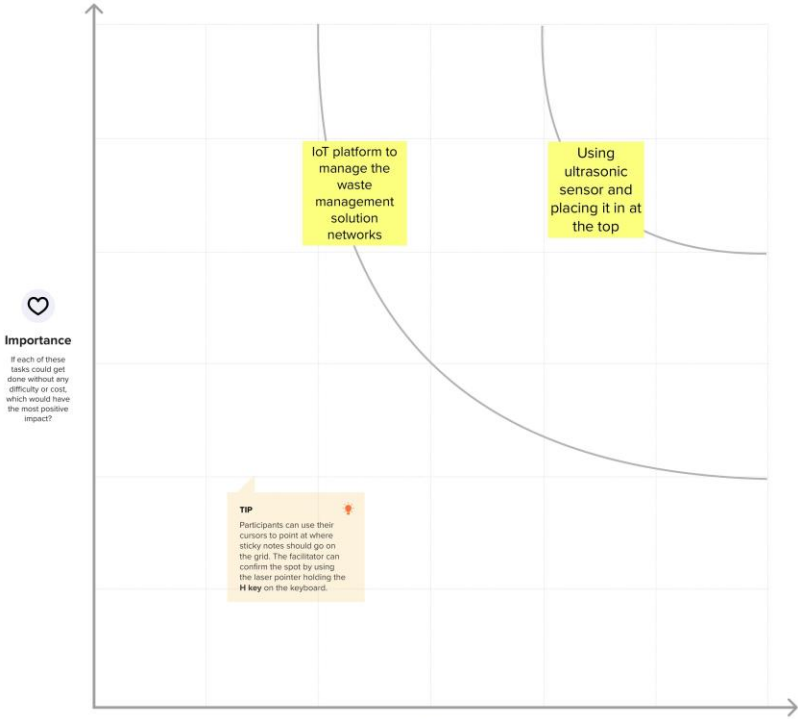 IoT platform to
manage the
waste
management
solution
networks
Using
ultrasonic
sensor and
placing it in at
the top
Importance
If each of these
tasks could get
done without any
difficulty or cost,
which would have
the most positive
impact?
TIP
Participants can use their
cursors to point at where
sticky notes should go on
the grid. The facilitator can
confirm the spot by using
the laser pointer holding the
H key on the keyboard.